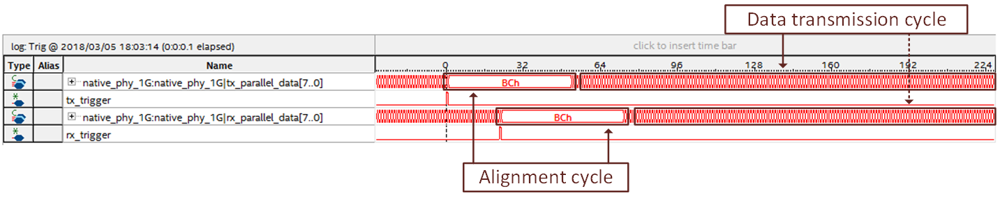 Data transmission cycle
log: Trig @ 2018/03/05 18:03:14 (0:0:0.1 elapsed)
click to insert time bar
Type Alias Name
0 32 64 96 128 160 192 224
native_phy_1G:native_phy_1G|tx_parallel_data[7..0]
BCh
tx_trigger
native_phy_1G:native_phy_1G|rx_parallel_data[7..0]
BCh
rx_trigger
Alignment cycle